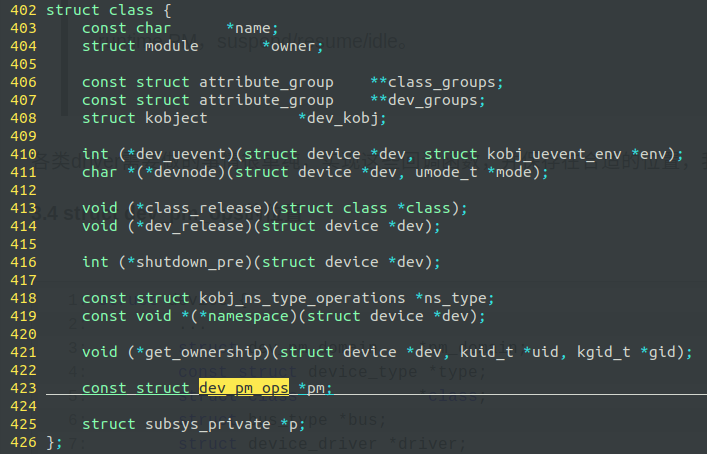 402 struct class {
403     const char      *name;
404     struct module       *owner;
405
406     const struct attribute_group    **class_groups;
407     const struct attribute_group    **dev_groups;
408     struct kobject          *dev_kobj;
409
410     int (*dev_uevent)(struct device *dev, struct kobj_uevent_env *env);
411     char *(*devnode)(struct device *dev, umode_t *mode);
412
413     void (*class_release)(struct class *class);
414     void (*dev_release)(struct device *dev);
415
416     int (*shutdown_pre)(struct device *dev);
417
418     const struct kobj_ns_type_operations *ns_type;
419     const void *(*namespace)(struct device *dev);
420
421     void (*get_ownership)(struct device *dev, kuid_t *uid, kgid_t *gid);
422
423     const struct dev_pm_ops *pm;
424
425     struct subsys_private *p;
426 };